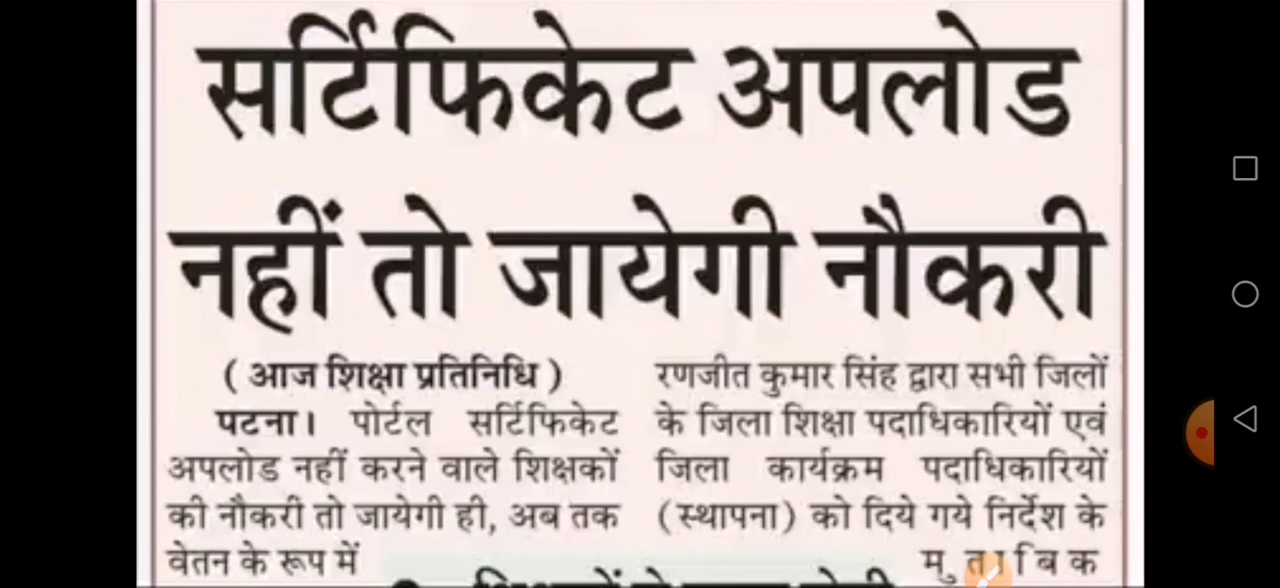 सर्टिफिकेट अपलोड
नहीं तो जायेगी नौकरी
( आज शिक्षा प्रतिनिधि )
पटना। पोर्टल सर्टिफिकेट
अपलोड नहीं करने वाले शिक्षकों
की नौकरी तो जायेगी ही, अब तक
वेतन के रूप में
रणजीत कुमार सिंह द्वारा सभी जिलों
के जिला शिक्षा पदाधिकारियों एवं
जिला कार्यक्रम पदाधिकारियों
(स्थापना) को दिये गये निर्देश के
मुताबिक